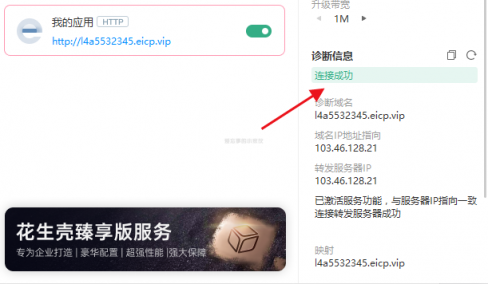 升级带宽
1M
我的应用 HTTP
http://l4a5532345.eicp.vip
诊断信息
连接成功
诊断域名
l4a5532345.eicp.vip
域名IP地址指向
103.46.128.21
转发服务器IP
103.46.128.21
已激活服务功能，与服务器IP指向一致
连接转发服务器成功
映射
l4a5532345.eicp.vip
花生壳臻享版服务
专为企业打造 | 豪华配置 | 超强性能 | 强大保障